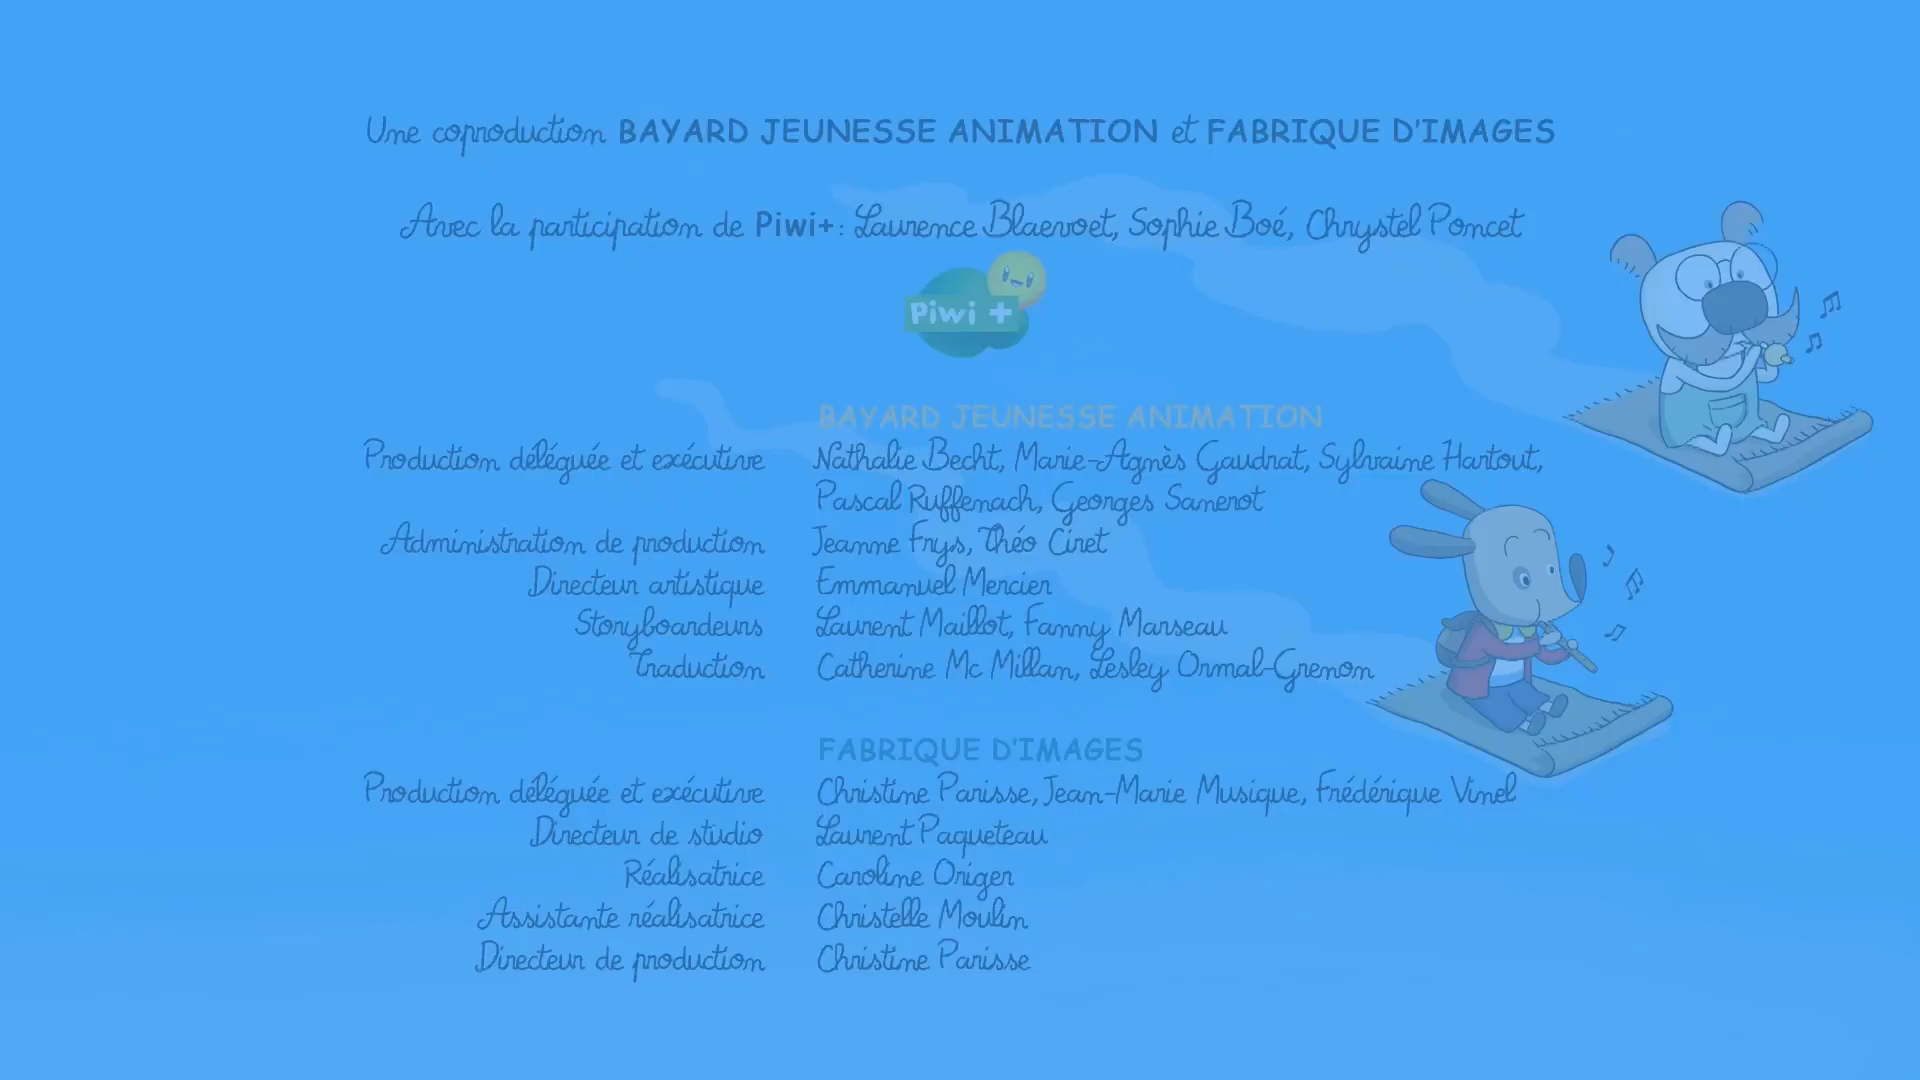 Une coproduction BAYARD JEUNESSE ANIMATION et FABRIQUE D'IMAGES
Avec la participation de Piwi+: Laurence Blaevoet, Sophie Boé, Chrystel Poncet
Piwi +
BAYARD JEUNESSE ANIMATION
Production déléguée et exécutive Nathalie Becht, Marie-Agnès Gaudrat, Sylvaine Hartout,
Pascal Ruffenach, Georges Sanerot
Administration de production Jeanne Frys, Théo Ciret
Directeur artistique Emmanuel Mercier
Storyboardeurs Laurent Maillot, Fanny Marseau
Traduction Catherine Mc Millan, Lesley Ormal-Grenon
FABRIQUE D'IMAGES
Production déléguée et exécutive Christine Parisse, Jean-Marie Musique, Frédérique Vinel
Directeur de studio Laurent Paqueteau
Réalisatrice Caroline Origer
Assistante réalisatrice Christelle Moulin
Directeur de production Christine Parisse